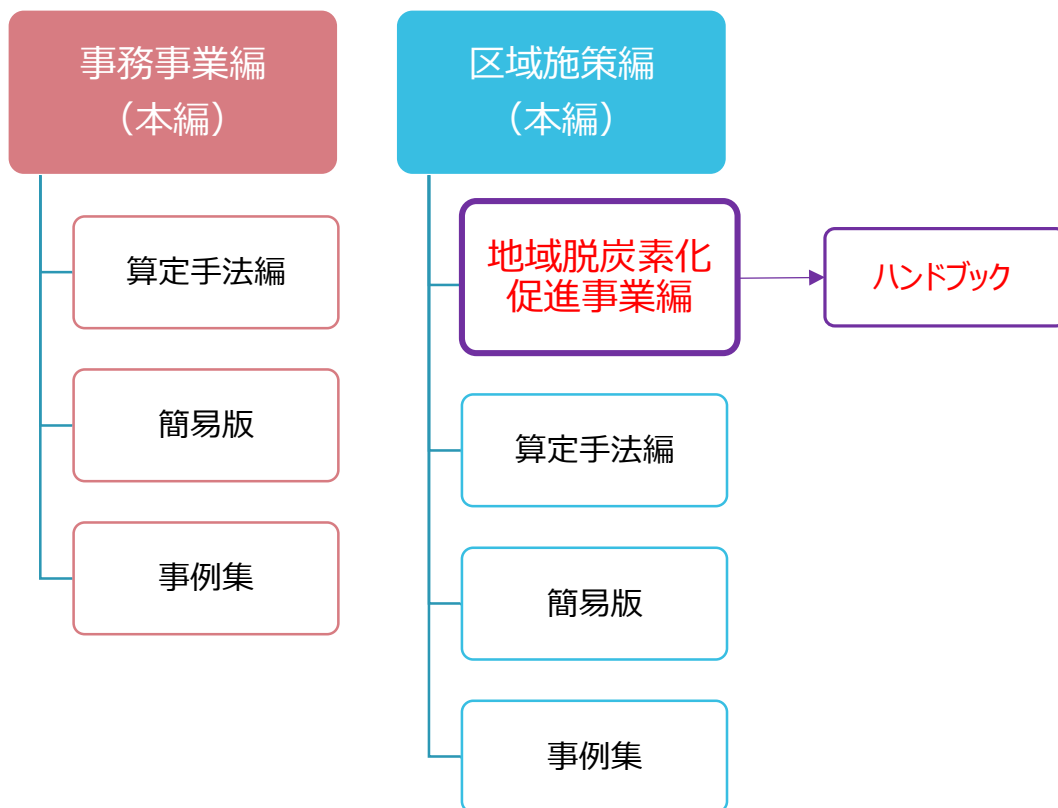 事務事業編
（本編）
算定手法編
簡易版
事例集
区域施策編
（本編）
地域脱炭素化
促進事業編
ハンドブック
算定手法編
簡易版
事例集